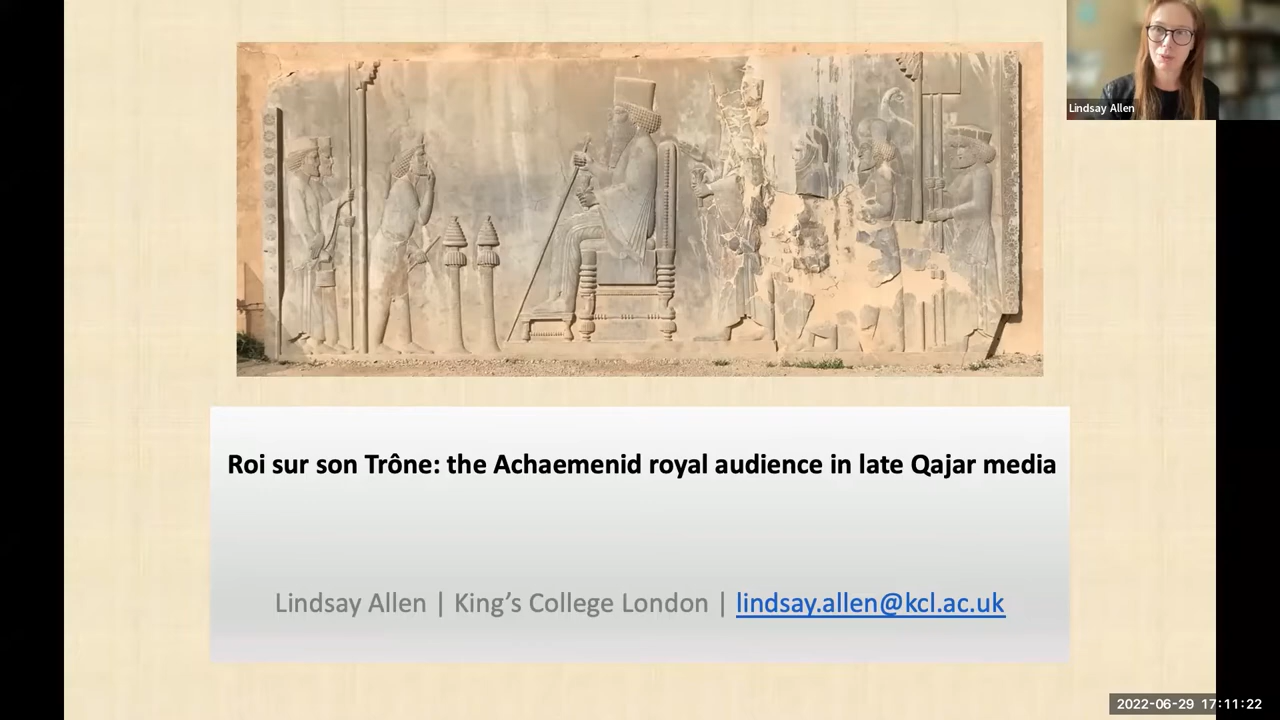 Lindsay Allen
Roi sur son Trône: the Achaemenid royal audience in late Qajar media
Lindsay Allen | King's College London | lindsay.allen@kcl.ac.uk
2022-06-29 17:11:22